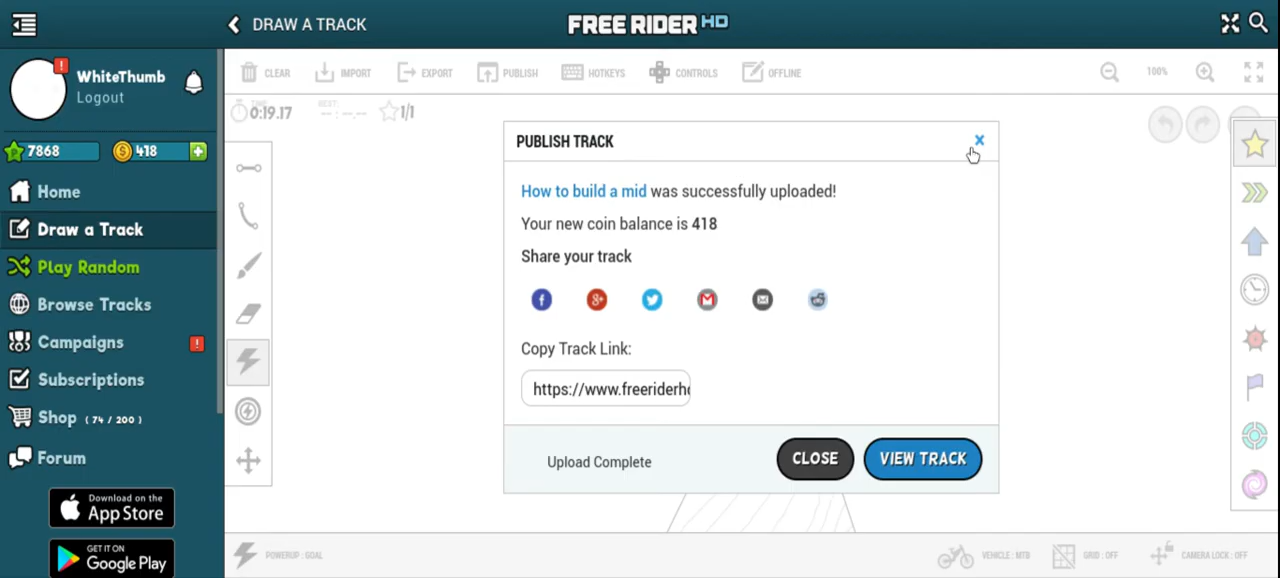 DRAW A TRACK
FREE RIDER HD
WhiteThumb
Logout
7868
418
Home
Draw a Track
Play Random
Browse Tracks
Campaigns
Subscriptions
Shop ( 74 / 200 )
Forum
Download on the
App Store
GET IT ON
Google Play
CLEAR
IMPORT
EXPORT
PUBLISH
HOTKEYS
CONTROLS
OFFLINE
100%
TIME:
0:19.17
--:--.--
1/1
PUBLISH TRACK
How to build a mid was successfully uploaded!
Your new coin balance is 418
Share your track
Copy Track Link:
https://www.freeriderh
Upload Complete
CLOSE
VIEW TRACK
POWERUP : GOAL
VEHICLE : MTB
GRID : OFF
CAMERA LOCK : OFF